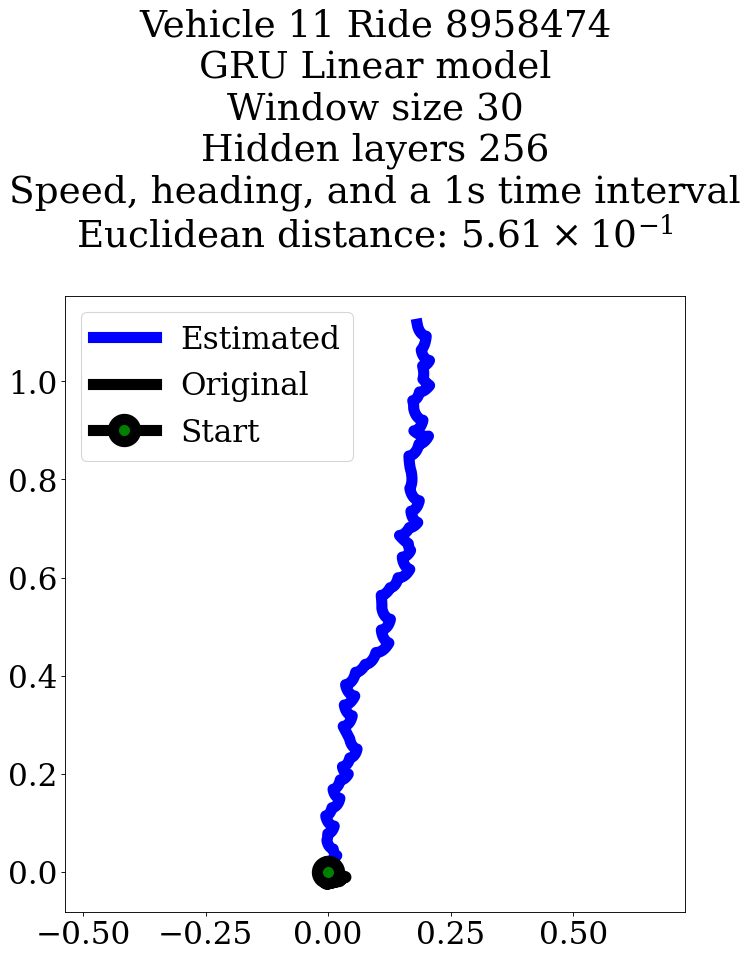 Vehicle 11 Ride 8958474
GRU Linear model
Window size 30
Hidden layers 256
Speed, heading, and a 1s time interval
Euclidean distance: 5.61 × 10⁻¹
Estimated
Original
Start
1.0
0.8
0.6
0.4
0.2
0.0
−0.50 −0.25 0.00 0.25 0.50